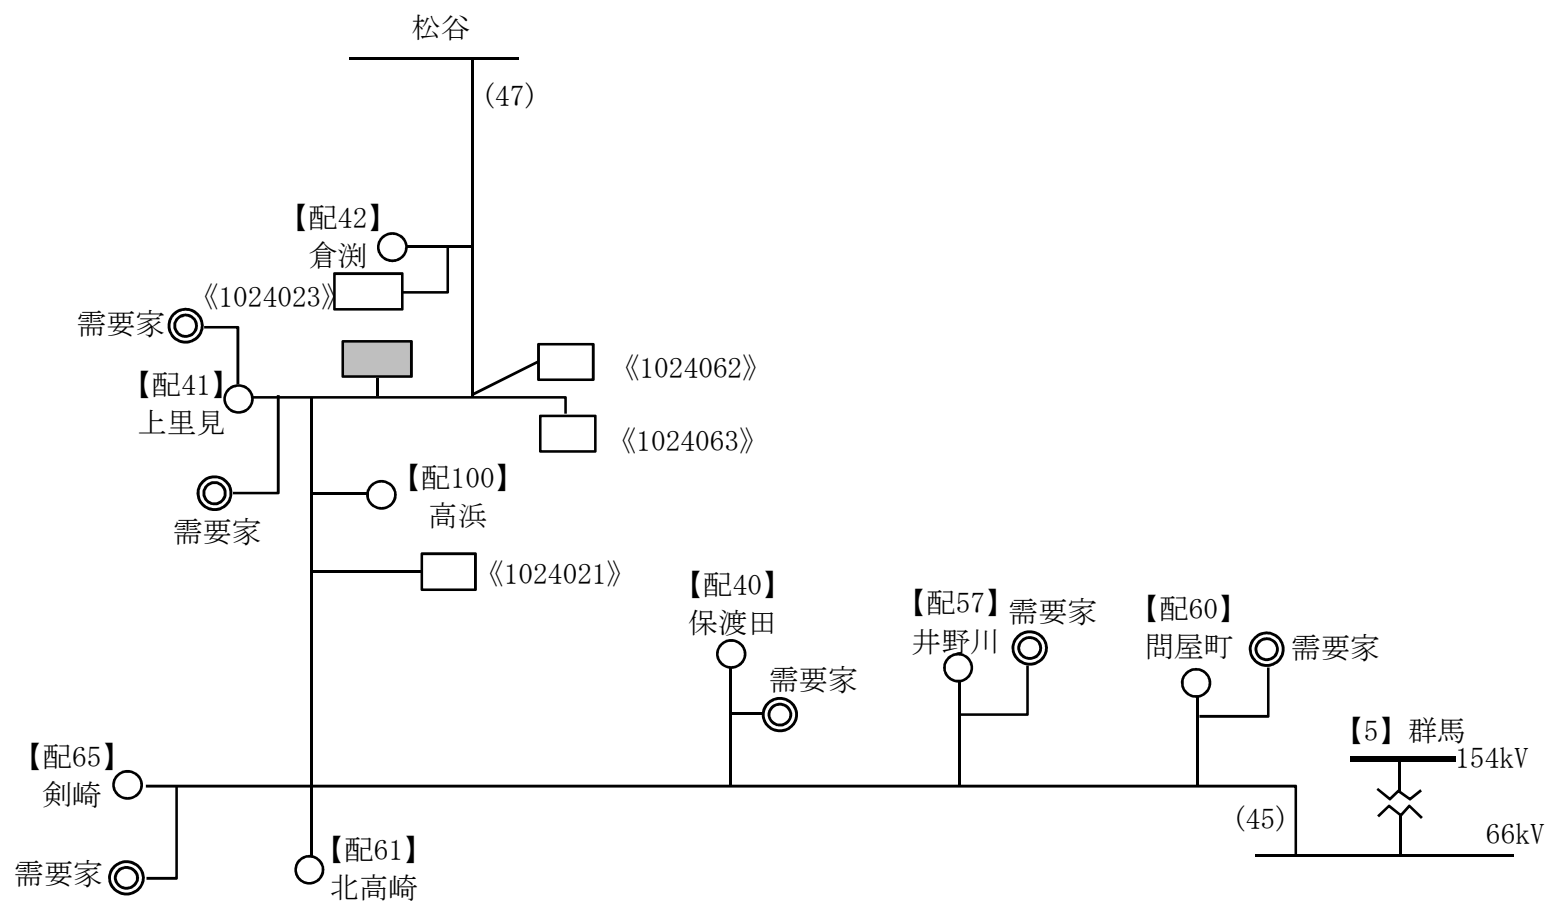 松谷
(47)
【配42】
倉渕
《1024023》
需要家
《1024062》
【配41】
上里見
《1024063》
【配100】
高浜
需要家
《1024021》
【配40】
保渡田
【配57】
井野川
需要家
【配60】
問屋町
需要家
需要家
【5】群馬
154kV
【配65】
剣崎
(45)
66kV
【配61】
北高崎
需要家